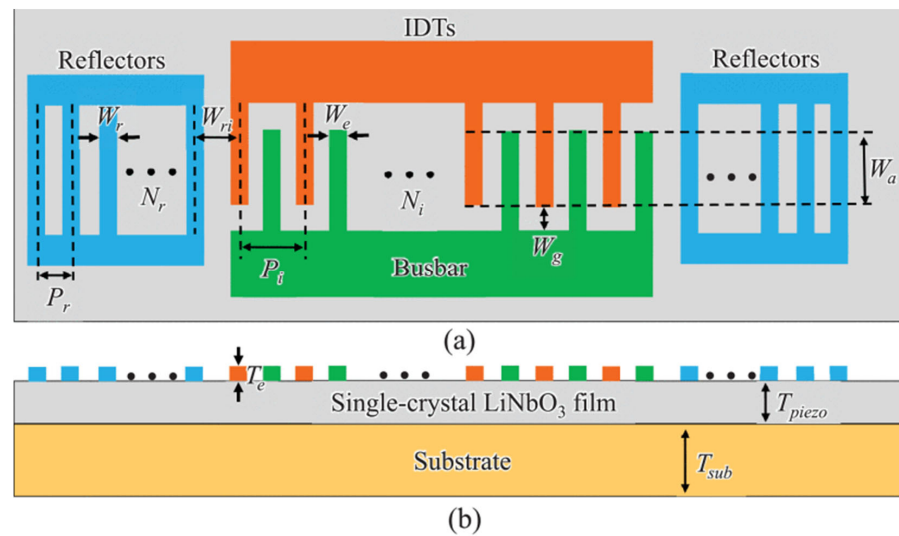 IDTs
Reflectors
Reflectors
W_r
W_ri
W_e
W_a
N_r
N_i
W_g
P_i
Busbar
P_r
(a)
T_e
Single-crystal LiNbO₃ film
T_piezo
Substrate
T_sub
(b)